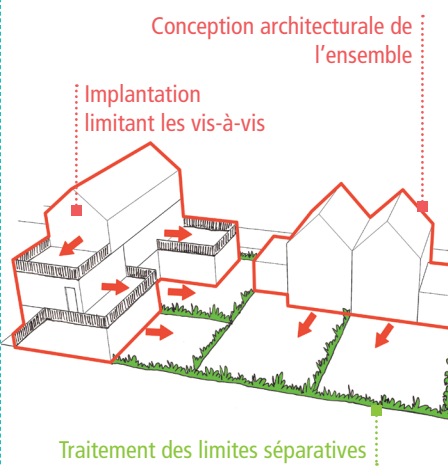 Conception architecturale de
l’ensemble
Implantation
limitant les vis-à-vis
Traitement des limites séparatives